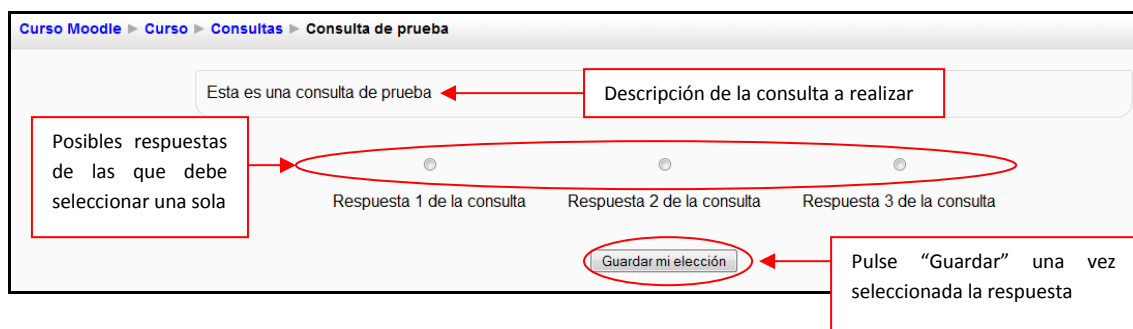 Curso Moodle ► Curso ► Consultas ► Consulta de prueba
Esta es una consulta de prueba
Descripción de la consulta a realizar
Posibles respuestas
de las que debe
seleccionar una sola
Respuesta 1 de la consulta
Respuesta 2 de la consulta
Respuesta 3 de la consulta
Guardar mi elección
Pulse “Guardar” una vez
seleccionada la respuesta